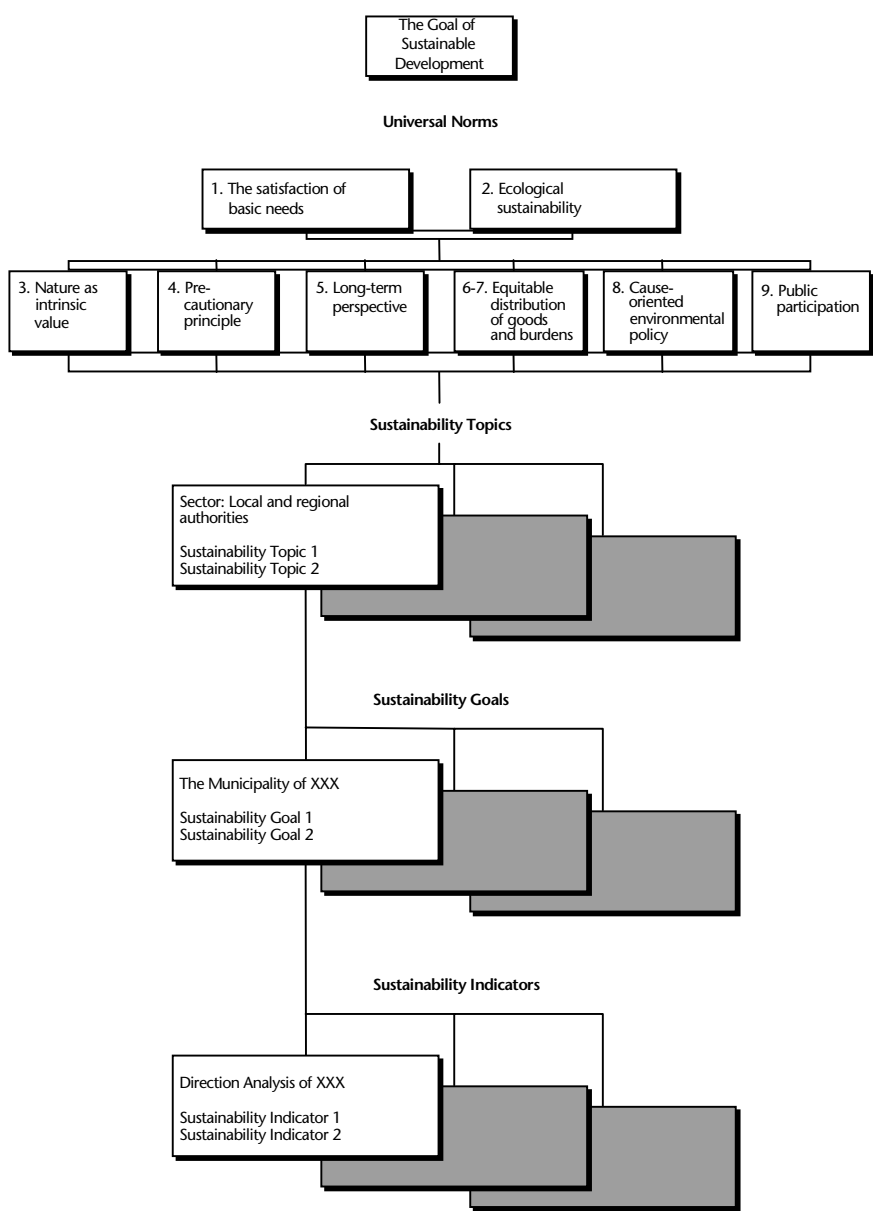 The Goal of
Sustainable
Development
Universal Norms
1. The satisfaction of
basic needs
2. Ecological
sustainability
3. Nature as
intrinsic
value
4. Pre-
cautionary
principle
5. Long-term
perspective
6-7. Equitable
distribution
of goods
and burdens
8. Cause-
oriented
environmental
policy
9. Public
participation
Sustainability Topics
Sector: Local and regional
authorities
Sustainability Topic 1
Sustainability Topic 2
Sustainability Goals
The Municipality of XXX
Sustainability Goal 1
Sustainability Goal 2
Sustainability Indicators
Direction Analysis of XXX
Sustainability Indicator 1
Sustainability Indicator 2